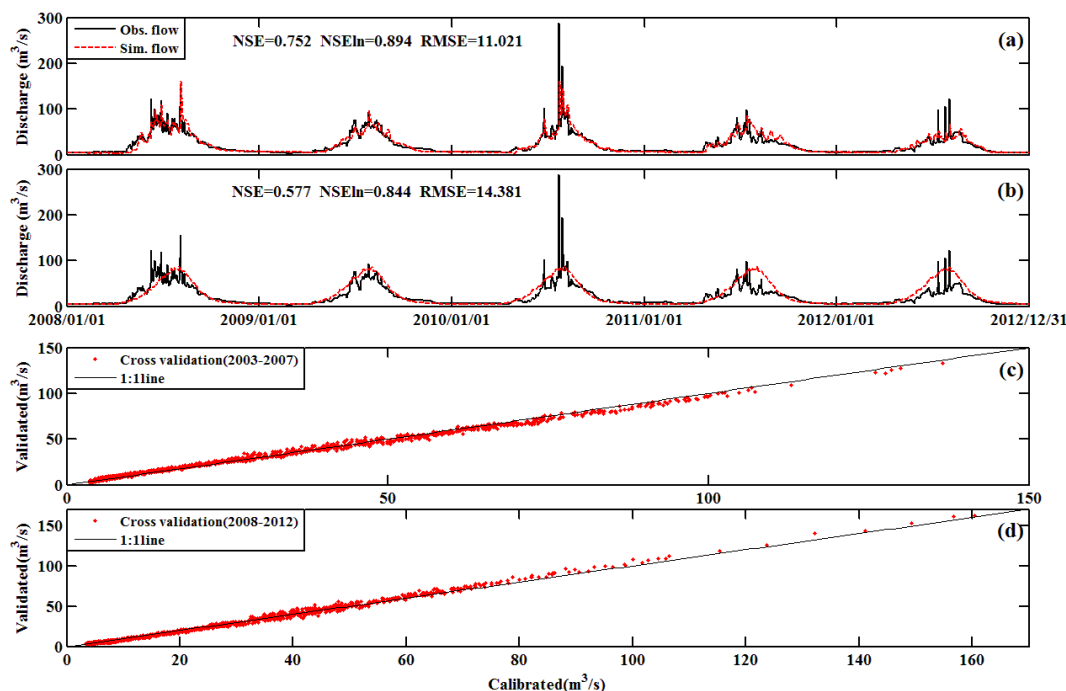 300
Obs. flow
Sim. flow
NSE=0.752 NSEln=0.894 RMSE=11.021
(a)
200
100
0
Discharge (m³/s)
300
NSE=0.577 NSEln=0.844 RMSE=14.381
(b)
200
100
0
Discharge (m³/s)
2008/01/01 2009/01/01 2010/01/01 2011/01/01 2012/01/01 2012/12/31
150
Cross validation(2003-2007)
1:1line
(c)
100
50
0
Validated(m³/s)
0 50 100 150
Cross validation(2008-2012)
1:1line
(d)
150
100
50
0
Validated(m³/s)
0 20 40 60 80 100 120 140 160
Calibrated(m³/s)